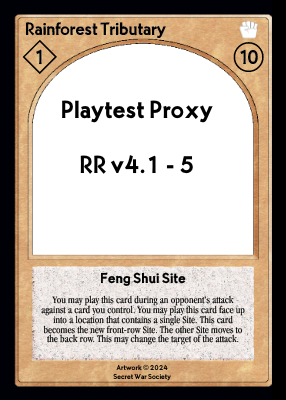 Rainforest Tributary
1
10
Playtest Proxy
RR v4.1 - 5
Feng Shui Site
You may play this card during an opponent's attack
against a card you control. You may play this card face up
into a location that contains a single Site. This card
becomes the new front-row Site. The other Site moves to
the back row. This may change the target of the attack.
Artwork © 2024
Secret War Society